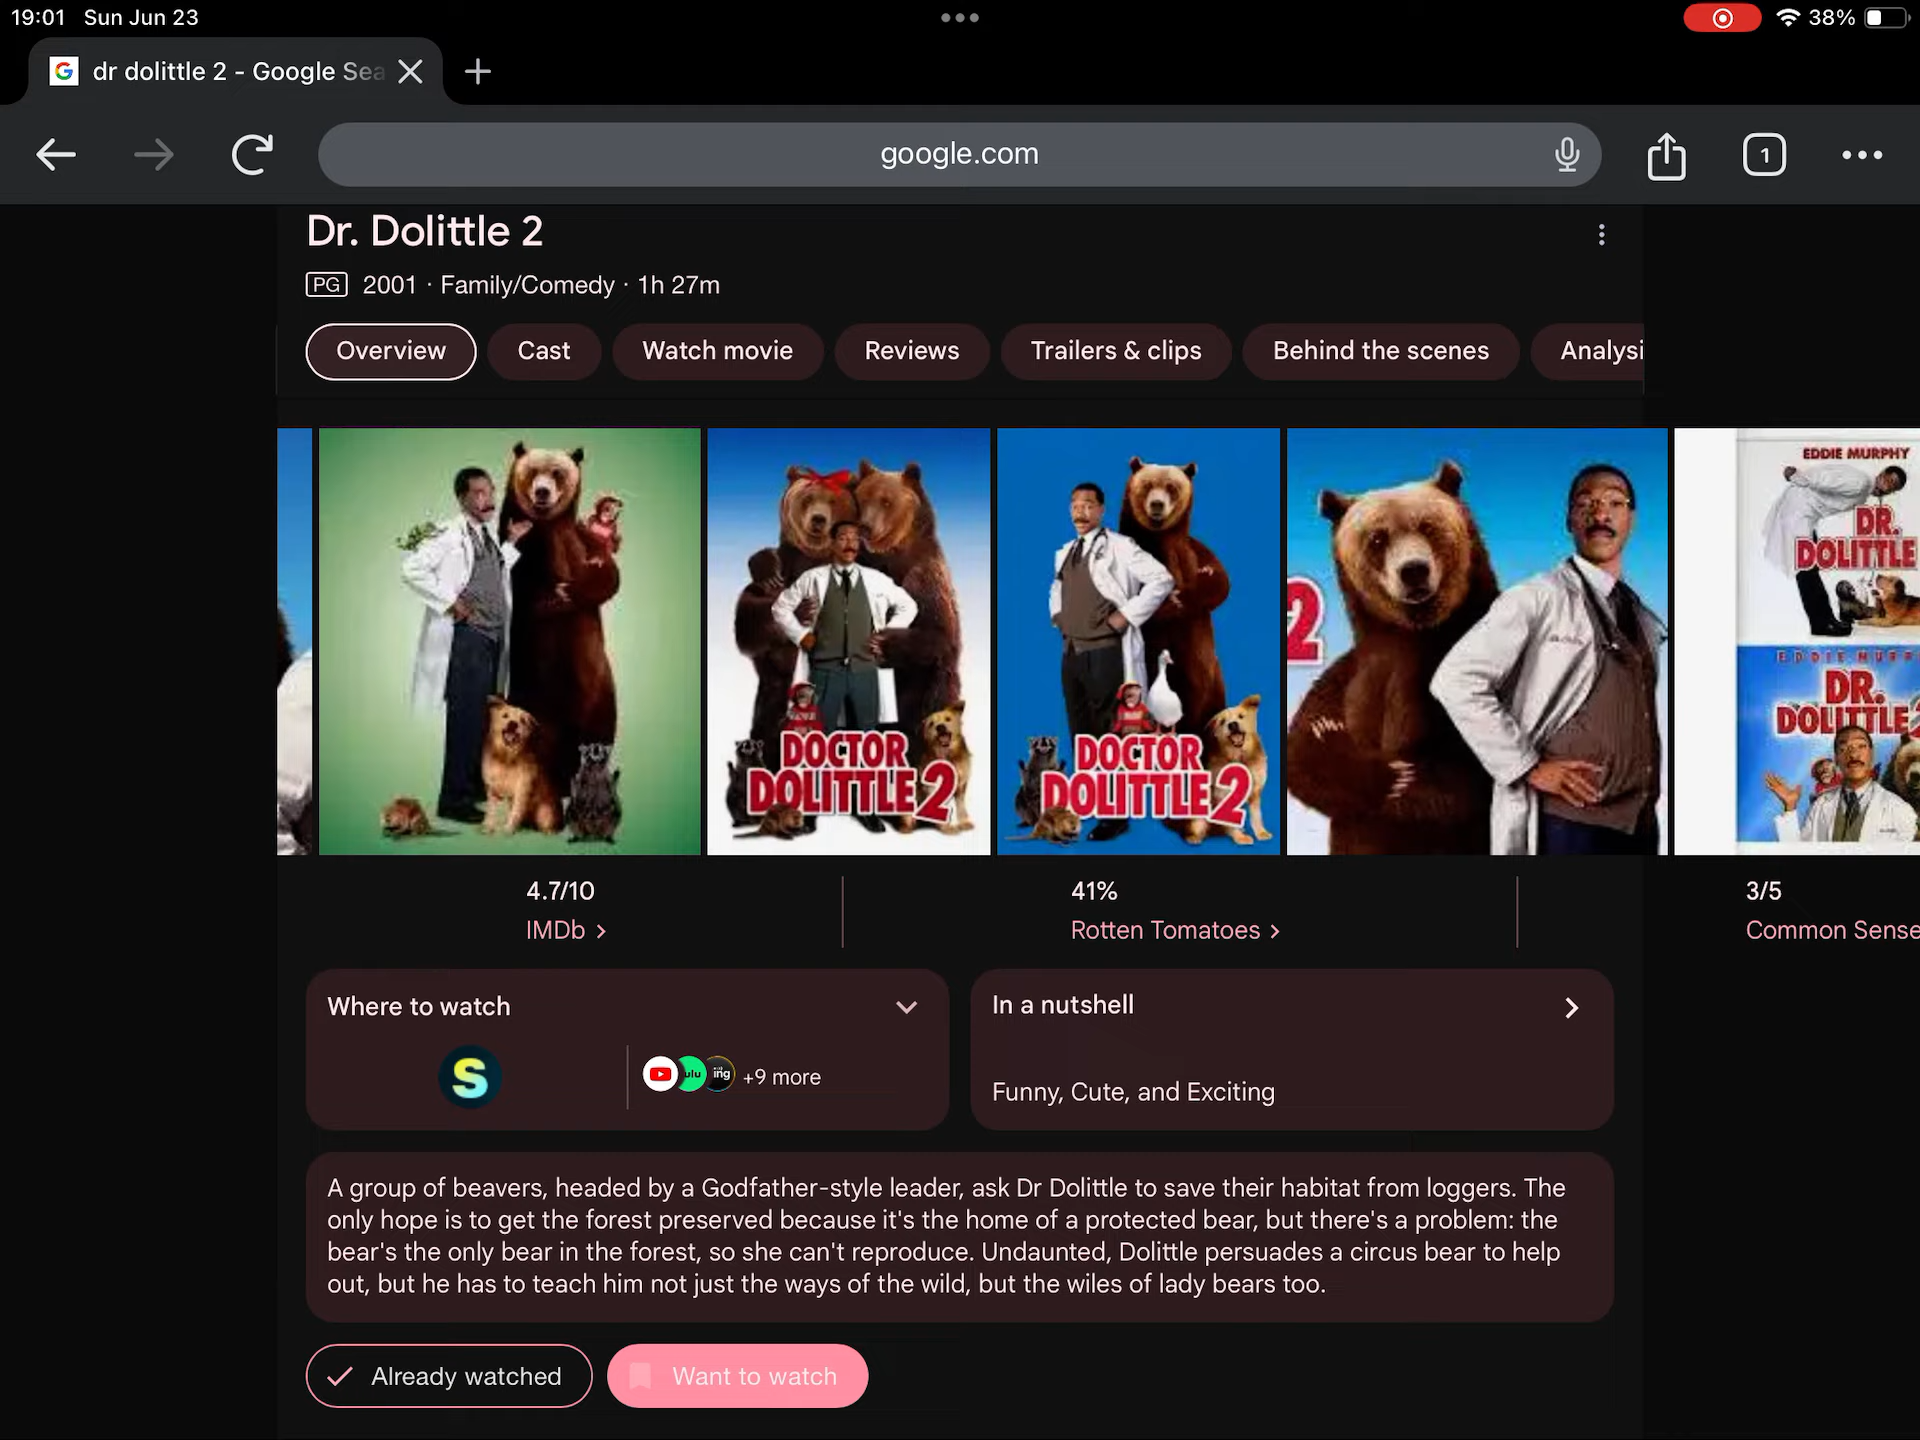 19:01 Sun Jun 23
38%
dr dolittle 2 - Google Sea
google.com
1
Dr. Dolittle 2
PG 2001 · Family/Comedy · 1h 27m
Overview
Cast
Watch movie
Reviews
Trailers & clips
Behind the scenes
Analysi
DOCTOR
DOLITTLE 2
DOCTOR
DOLITTLE 2
2
EDDIE MURPHY
DR.
DOLITTLE
EDDIE MURP
DR.
DOLITTLE 2
4.7/10
IMDb
41%
Rotten Tomatoes
3/5
Common Sense
Where to watch
S
ulu
ing
+9 more
In a nutshell
Funny, Cute, and Exciting
A group of beavers, headed by a Godfather-style leader, ask Dr Dolittle to save their habitat from loggers. The
only hope is to get the forest preserved because it's the home of a protected bear, but there's a problem: the
bear's the only bear in the forest, so she can't reproduce. Undaunted, Dolittle persuades a circus bear to help
out, but he has to teach him not just the ways of the wild, but the wiles of lady bears too.
Already watched
Want to watch